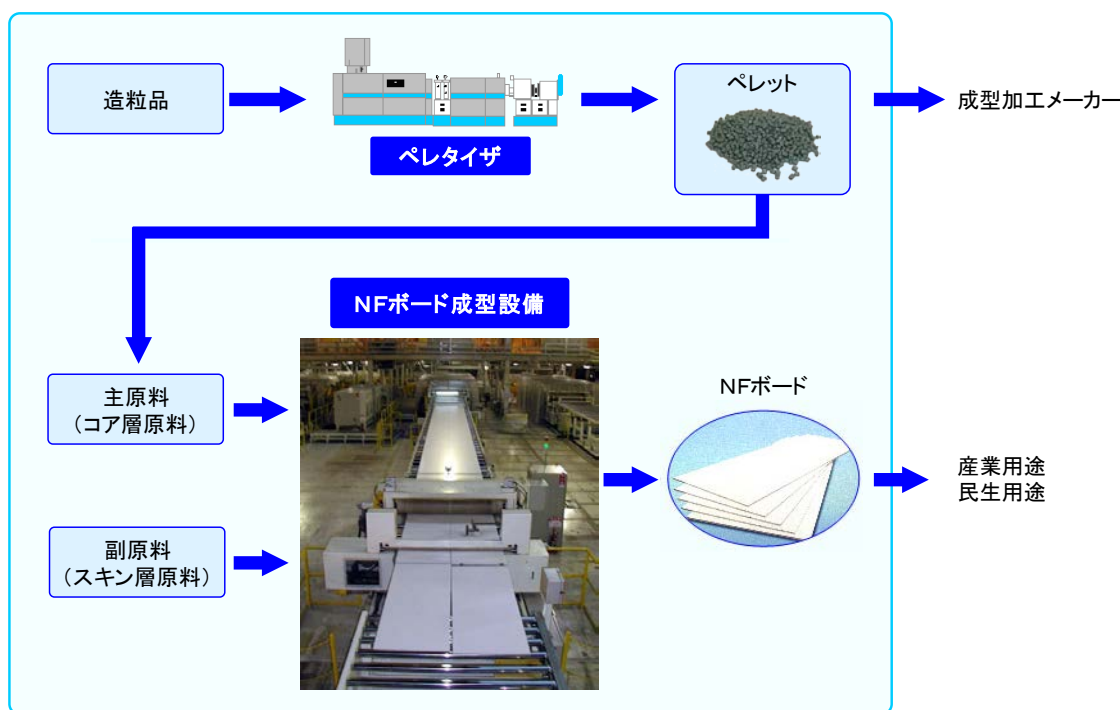 造粒品
ペレタイザ
ペレット
成型加工メーカー
NFボード成型設備
主原料
（コア層原料）
副原料
（スキン層原料）
NFボード
産業用途
民生用途